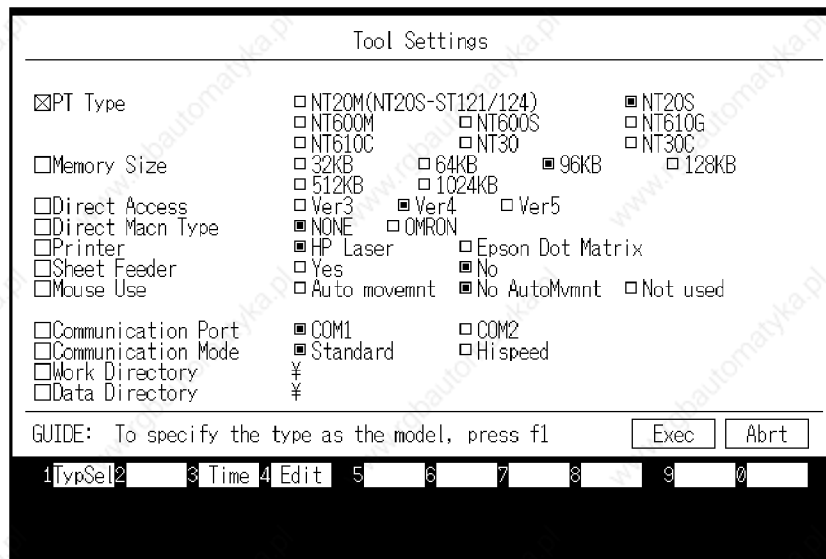 Tool Settings
☒PT Type □NT20M(NT20S-ST121/124) ■NT20S
□NT600M □NT600S □NT610G
□NT610C □NT30 □NT30C
□Memory Size □32KB □64KB ■96KB □128KB
□512KB □1024KB
□Direct Access □Ver3 ■Ver4 □Ver5
□Direct Macn Type ■NONE □OMRON
□Printer ■HP Laser □Epson Dot Matrix
□Sheet Feeder □Yes ■No
□Mouse Use □Auto movemnt ■No AutoMvmnt □Not used
□Communication Port ■COM1 □COM2
□Communication Mode ■Standard □Hispeed
□Work Directory ¥
□Data Directory ¥
GUIDE: To specify the type as the model, press f1 Exec Abrt
1TypSel2 3 Time 4 Edit 5 6 7 8 9 0
www.rgbautomatyka.pl